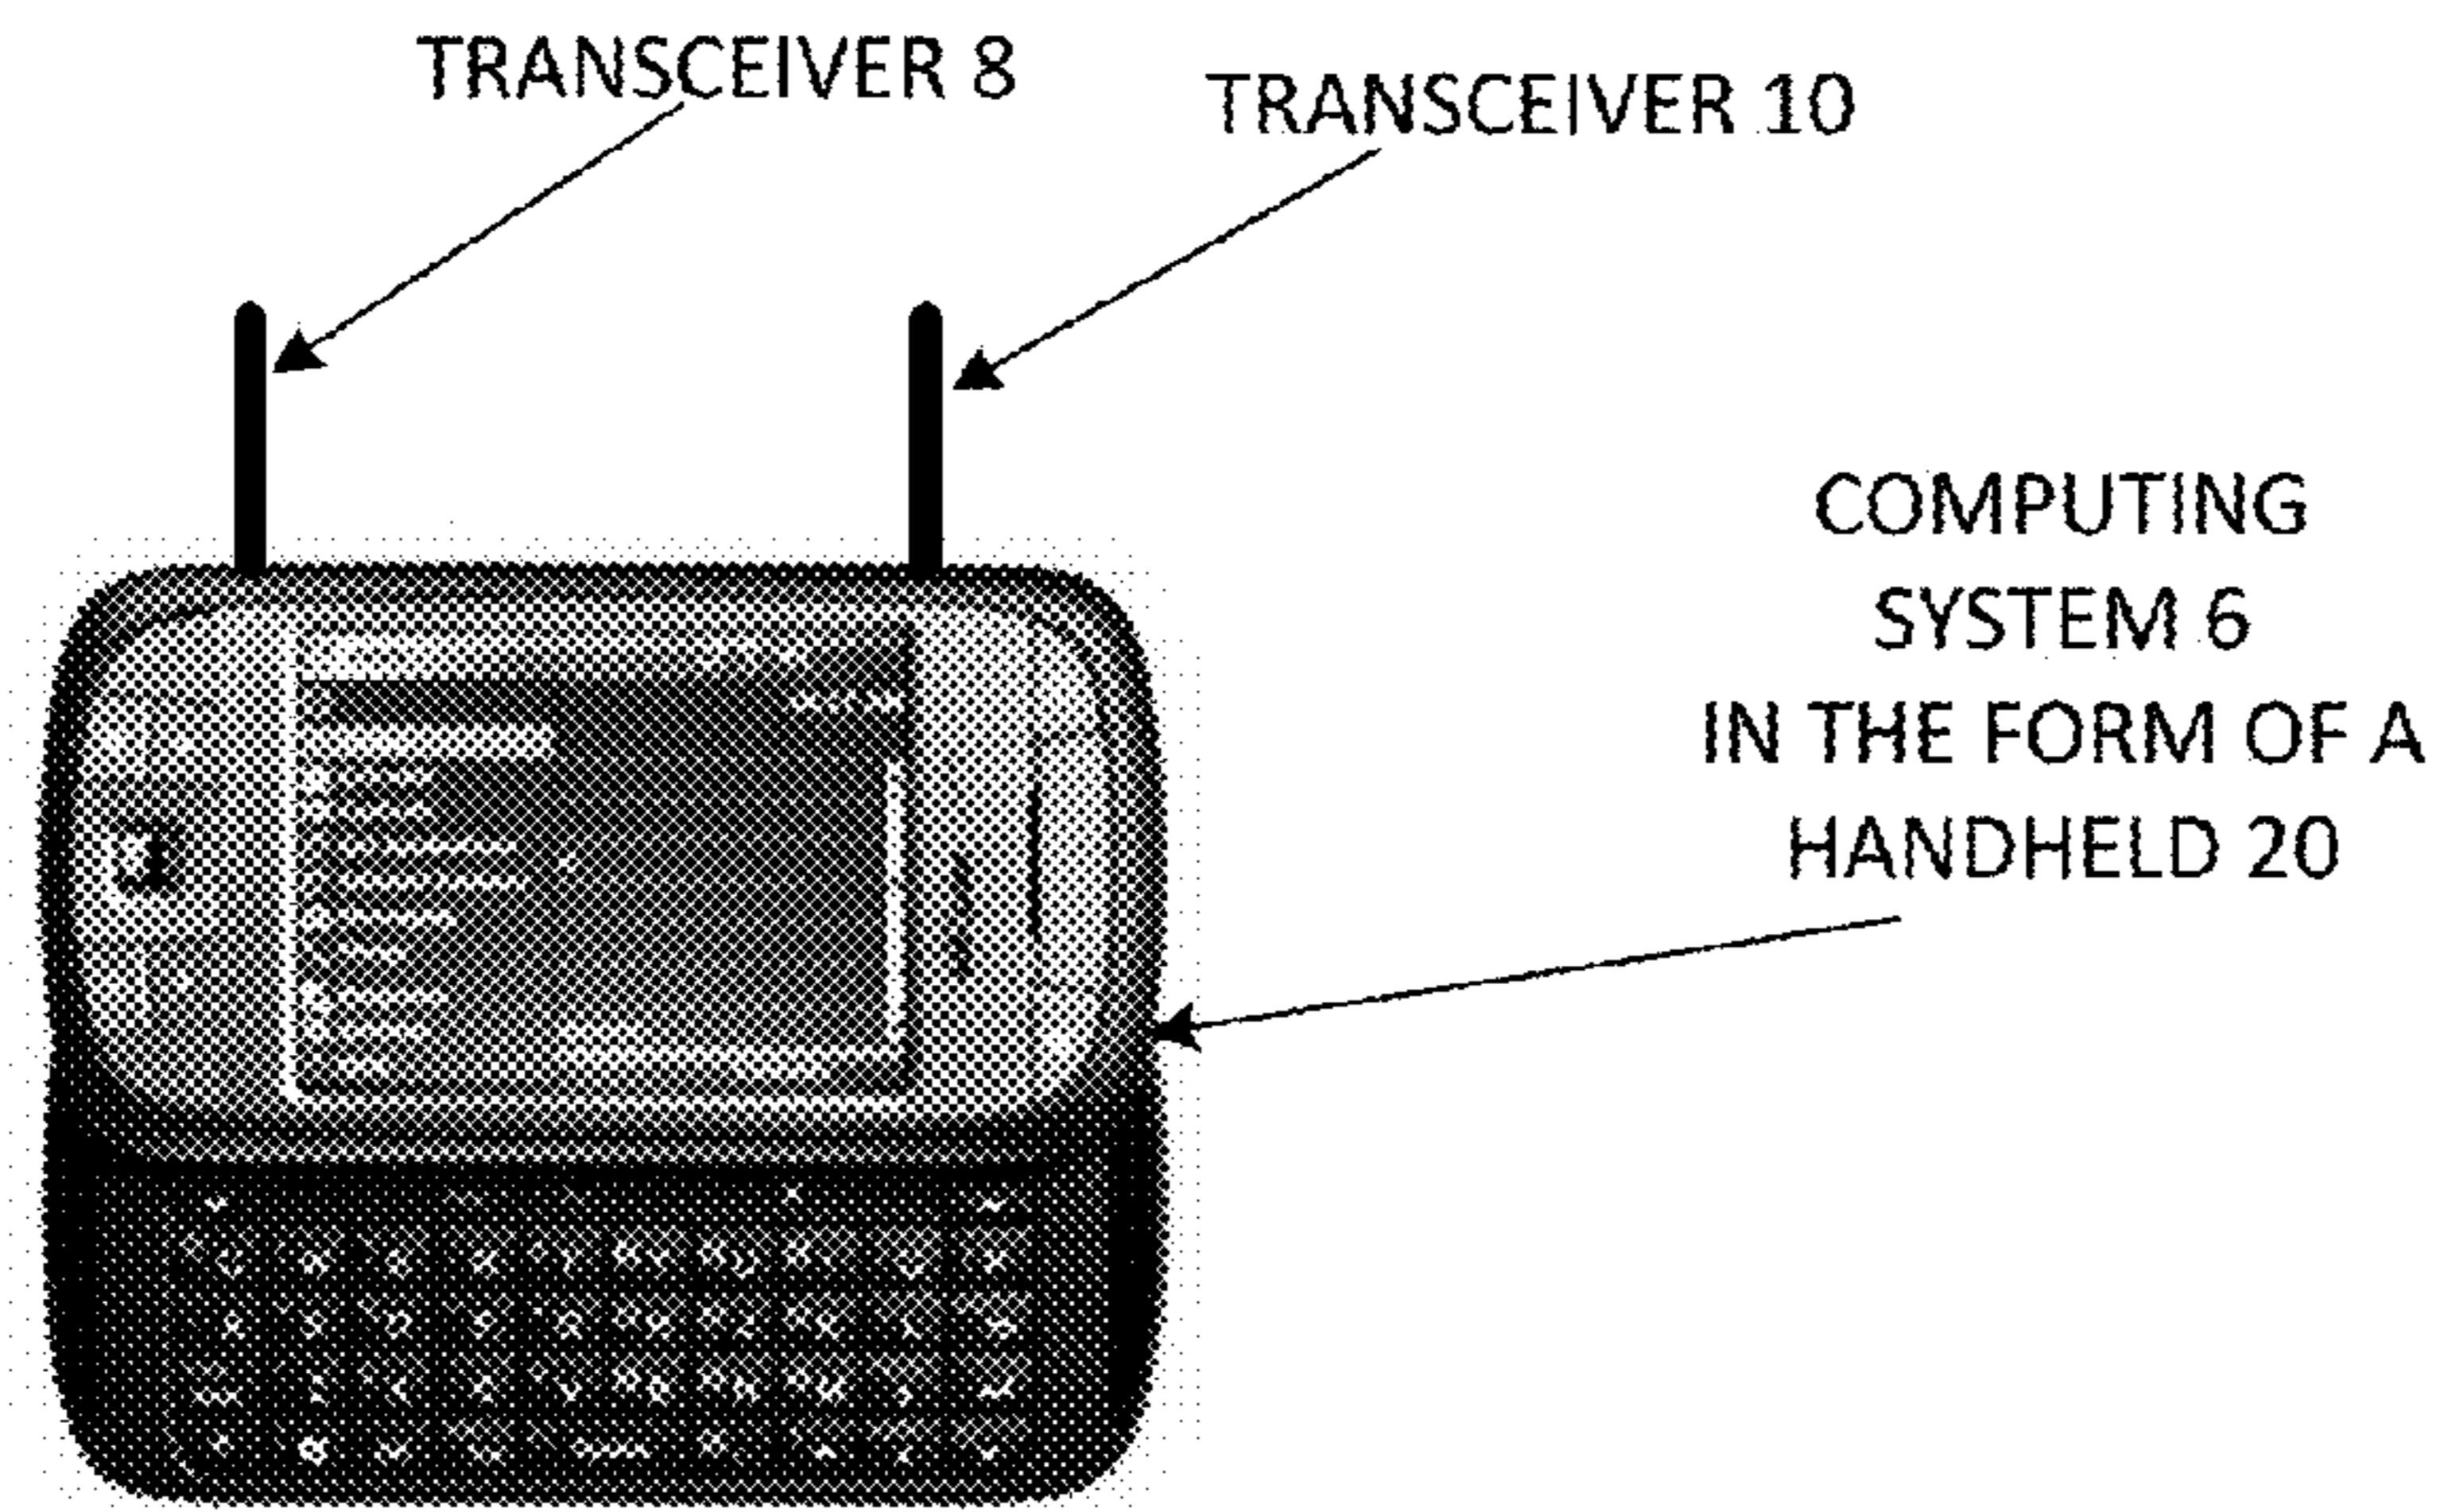 TRANSCEIVER 8
TRANSCEIVER 10
COMPUTING
SYSTEM 6
IN THE FORM OF A
HANDHELD 20